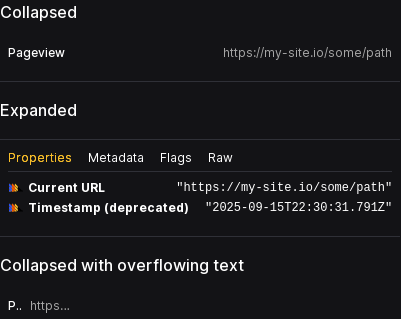 Collapsed
Pageview https://my-site.io/some/path
Expanded
Properties Metadata Flags Raw
Current URL "https://my-site.io/some/path"
Timestamp (deprecated) "2025-09-15T22:30:31.791Z"
Collapsed with overflowing text
P... https...